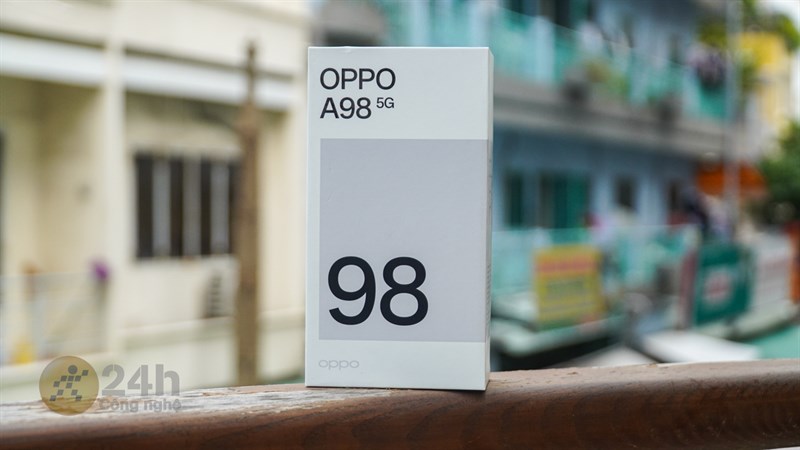 OPPO
A98 5G
98
oppo
24h
Công nghệ